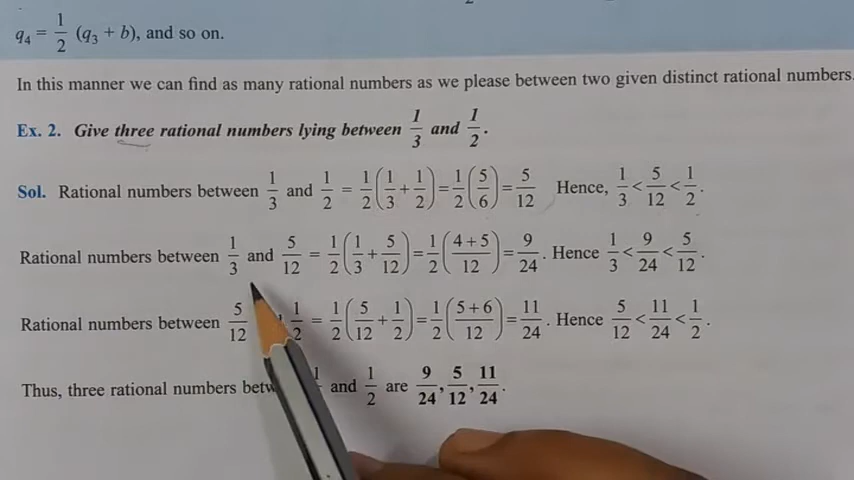 q₄ = 1/2 (q₃ + b), and so on.
In this manner we can find as many rational numbers as we please between two given distinct rational numbers.
Ex. 2. Give three rational numbers lying between 1/3 and 1/2.
Sol. Rational numbers between 1/3 and 1/2 = 1/2(1/3 + 1/2) = 1/2(5/6) = 5/12 Hence, 1/3 < 5/12 < 1/2.
Rational numbers between 1/3 and 5/12 = 1/2(1/3 + 5/12) = 1/2((4+5)/12) = 9/24. Hence 1/3 < 9/24 < 5/12.
Rational numbers between 5/12 1/2 = 1/2(5/12 + 1/2) = 1/2((5+6)/12) = 11/24. Hence 5/12 < 11/24 < 1/2.
Thus, three rational numbers and 1/2 are 9/24, 5/12, 11/24.